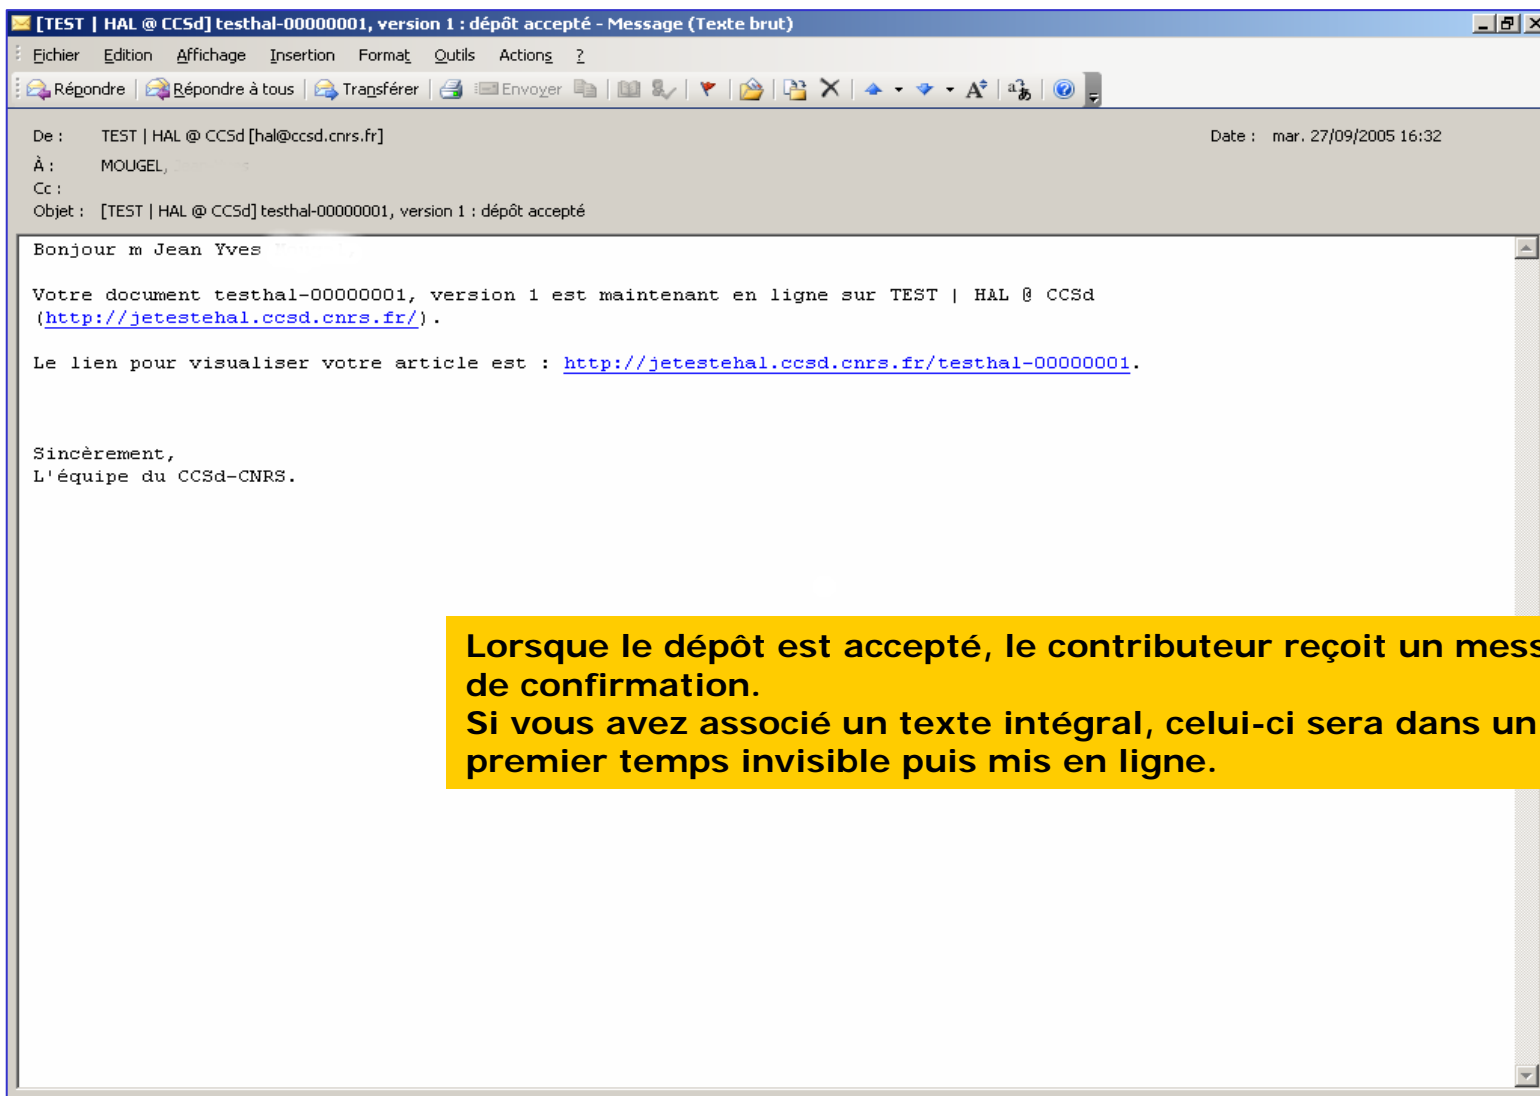 [TEST | HAL @ CCSd] testhal-00000001, version 1 : dépôt accepté - Message (Texte brut)
Fichier Edition Affichage Insertion Format Outils Actions ?
Répondre Répondre à tous Transférer Envoyer
De : TEST | HAL @ CCSd [hal@ccsd.cnrs.fr] Date : mar. 27/09/2005 16:32
À : MOUGEL,
Cc :
Objet : [TEST | HAL @ CCSd] testhal-00000001, version 1 : dépôt accepté
Bonjour m Jean Yves
Votre document testhal-00000001, version 1 est maintenant en ligne sur TEST | HAL @ CCSd
(http://jetestehal.ccsd.cnrs.fr/).
Le lien pour visualiser votre article est : http://jetestehal.ccsd.cnrs.fr/testhal-00000001.
Sincèrement,
L'équipe du CCSd-CNRS.
Lorsque le dépôt est accepté, le contributeur reçoit un mess
de confirmation.
Si vous avez associé un texte intégral, celui-ci sera dans un
premier temps invisible puis mis en ligne.